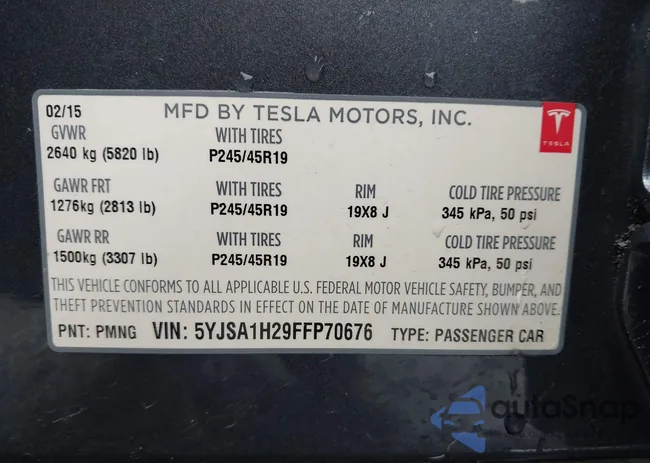 02/15 MFD BY TESLA MOTORS, INC.
TESLA
GVWR WITH TIRES
2640 kg (5820 lb) P245/45R19
GAWR FRT WITH TIRES RIM COLD TIRE PRESSURE
1276kg (2813 lb) P245/45R19 19X8 J 345 kPa, 50 psi
GAWR RR WITH TIRES RIM COLD TIRE PRESSURE
1500kg (3307 lb) P245/45R19 19X8 J 345 kPa, 50 psi
THIS VEHICLE CONFORMS TO ALL APPLICABLE U.S. FEDERAL MOTOR VEHICLE SAFETY, BUMPER, AND
THEFT PREVENTION STANDARDS IN EFFECT ON THE DATE OF MANUFACTURE SHOWN ABOVE.
PNT: PMNG VIN: 5YJSA1H29FFP70676 TYPE: PASSENGER CAR
autoSnap